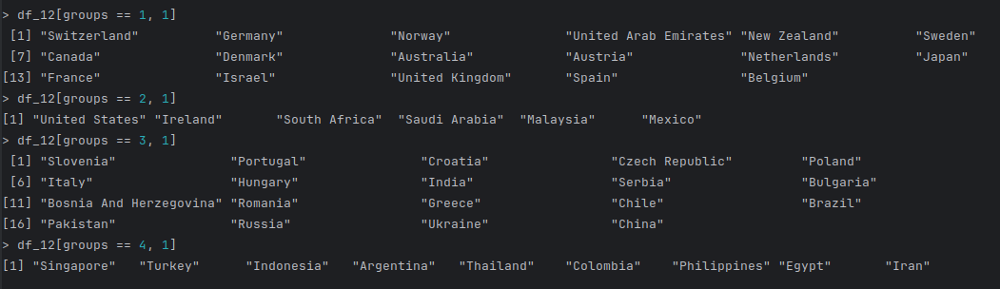 > df_12[groups == 1, 1]
[1] "Switzerland" "Germany" "Norway" "United Arab Emirates" "New Zealand" "Sweden"
[7] "Canada" "Denmark" "Australia" "Austria" "Netherlands" "Japan"
[13] "France" "Israel" "United Kingdom" "Spain" "Belgium"
> df_12[groups == 2, 1]
[1] "United States" "Ireland" "South Africa" "Saudi Arabia" "Malaysia" "Mexico"
> df_12[groups == 3, 1]
[1] "Slovenia" "Portugal" "Croatia" "Czech Republic" "Poland"
[6] "Italy" "Hungary" "India" "Serbia" "Bulgaria"
[11] "Bosnia And Herzegovina" "Romania" "Greece" "Chile" "Brazil"
[16] "Pakistan" "Russia" "Ukraine" "China"
> df_12[groups == 4, 1]
[1] "Singapore" "Turkey" "Indonesia" "Argentina" "Thailand" "Colombia" "Philippines" "Egypt" "Iran"